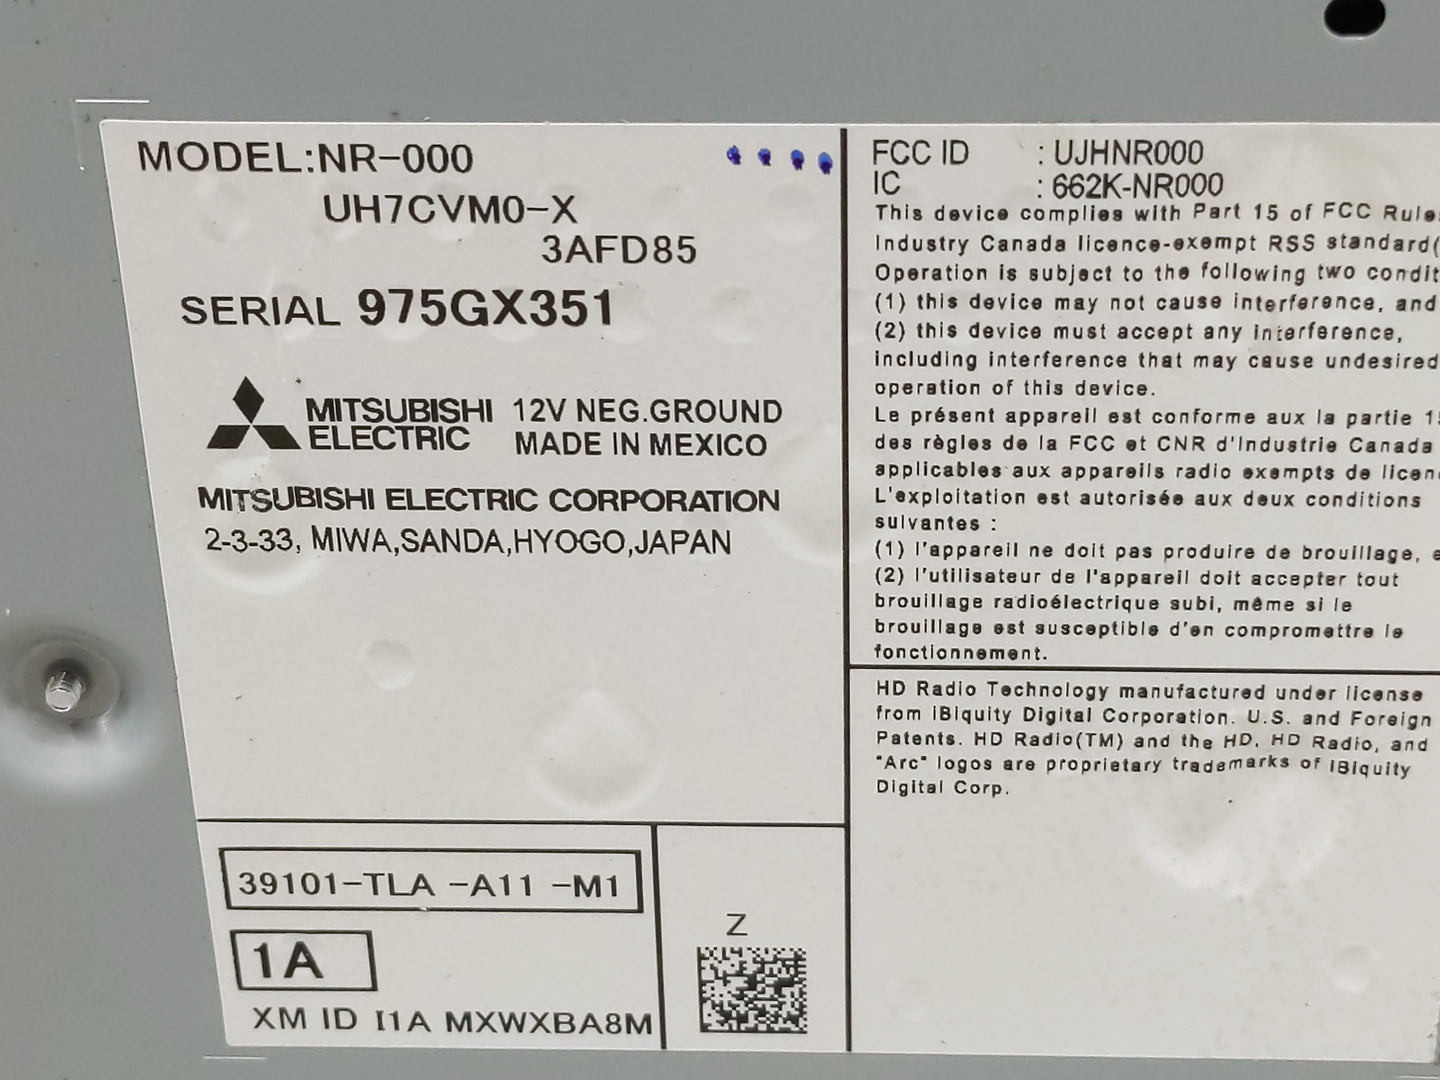 MODEL:NR-000
UH7CVM0-X
3AFD85
SERIAL 975GX351
MITSUBISHI ELECTRIC
12V NEG.GROUND
MADE IN MEXICO
MITSUBISHI ELECTRIC CORPORATION
2-3-33, MIWA,SANDA,HYOGO,JAPAN
39101-TLA -A11 -M1
1A
XM ID I1A MXWXBA8M
Z
FCC ID : UJHNR000
IC : 662K-NR000
This device complies with Part 15 of FCC Rule
Industry Canada licence-exempt RSS standard(
Operation is subject to the following two condit
(1) this device may not cause interference, and
(2) this device must accept any interference,
including interference that may cause undesired
operation of this device.
Le présent appareil est conforme aux la partie 1
des règles de la FCC et CNR d'Industrie Canada
applicables aux appareils radio exempts de licen
L'exploitation est autorisée aux deux conditions
suivantes :
(1) l'appareil ne doit pas produire de brouillage, e
(2) l'utilisateur de l'appareil doit accepter tout
brouillage radioélectrique subi, même si le
brouillage est susceptible d'en compromettre le
fonctionnement.
HD Radio Technology manufactured under license
from iBiquity Digital Corporation. U.S. and Foreign
Patents. HD Radio(TM) and the HD, HD Radio, and
"Arc" logos are proprietary trademarks of iBiquity
Digital Corp.